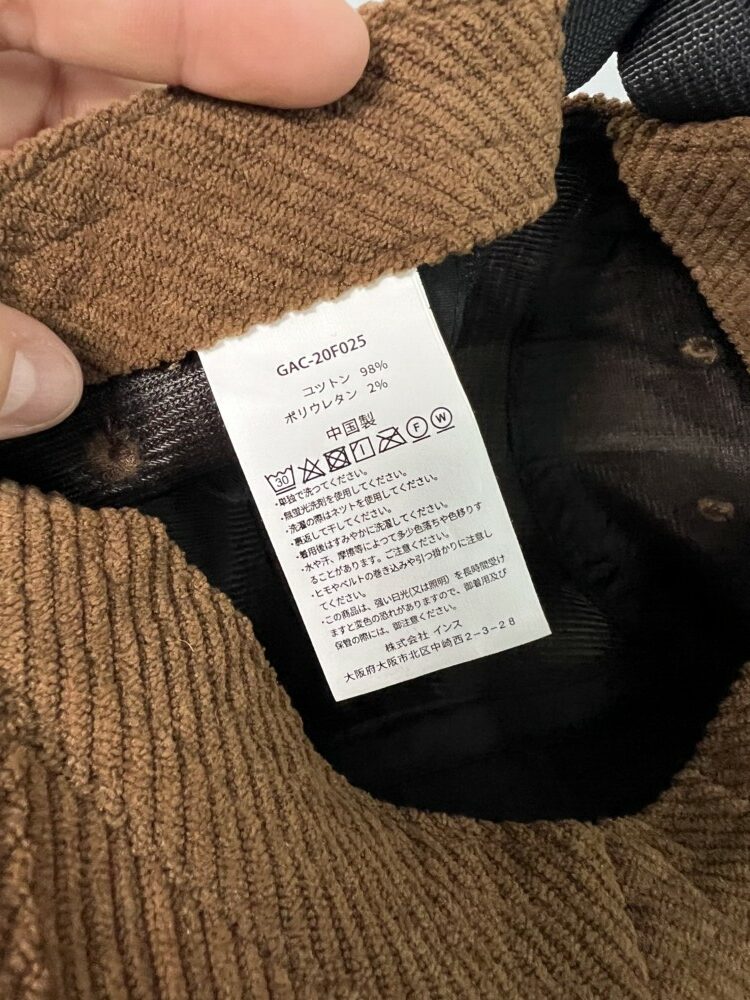 GAC-20F025
コットン 98%
ポリウレタン 2%
中国製
30 F W
・単独で洗ってください。
・無蛍光洗剤を使用してください。
・洗濯の際はネットを使用してください。
・裏返して干してください。
・着用後はすみやかに洗濯してください。
・水や汗、摩擦等によって多少色落ちや色移りす
ることがあります。ご注意ください。
・ヒモやベルトの巻き込みや引っ掛かりに注意し
てください。
・この商品は、強い日光(又は照明) を長時間受け
ますと変色の恐れがありますので、御着用及び
保管の際には、御注意ください。
株式会社 インス
大阪府大阪市北区中崎西2-3-28